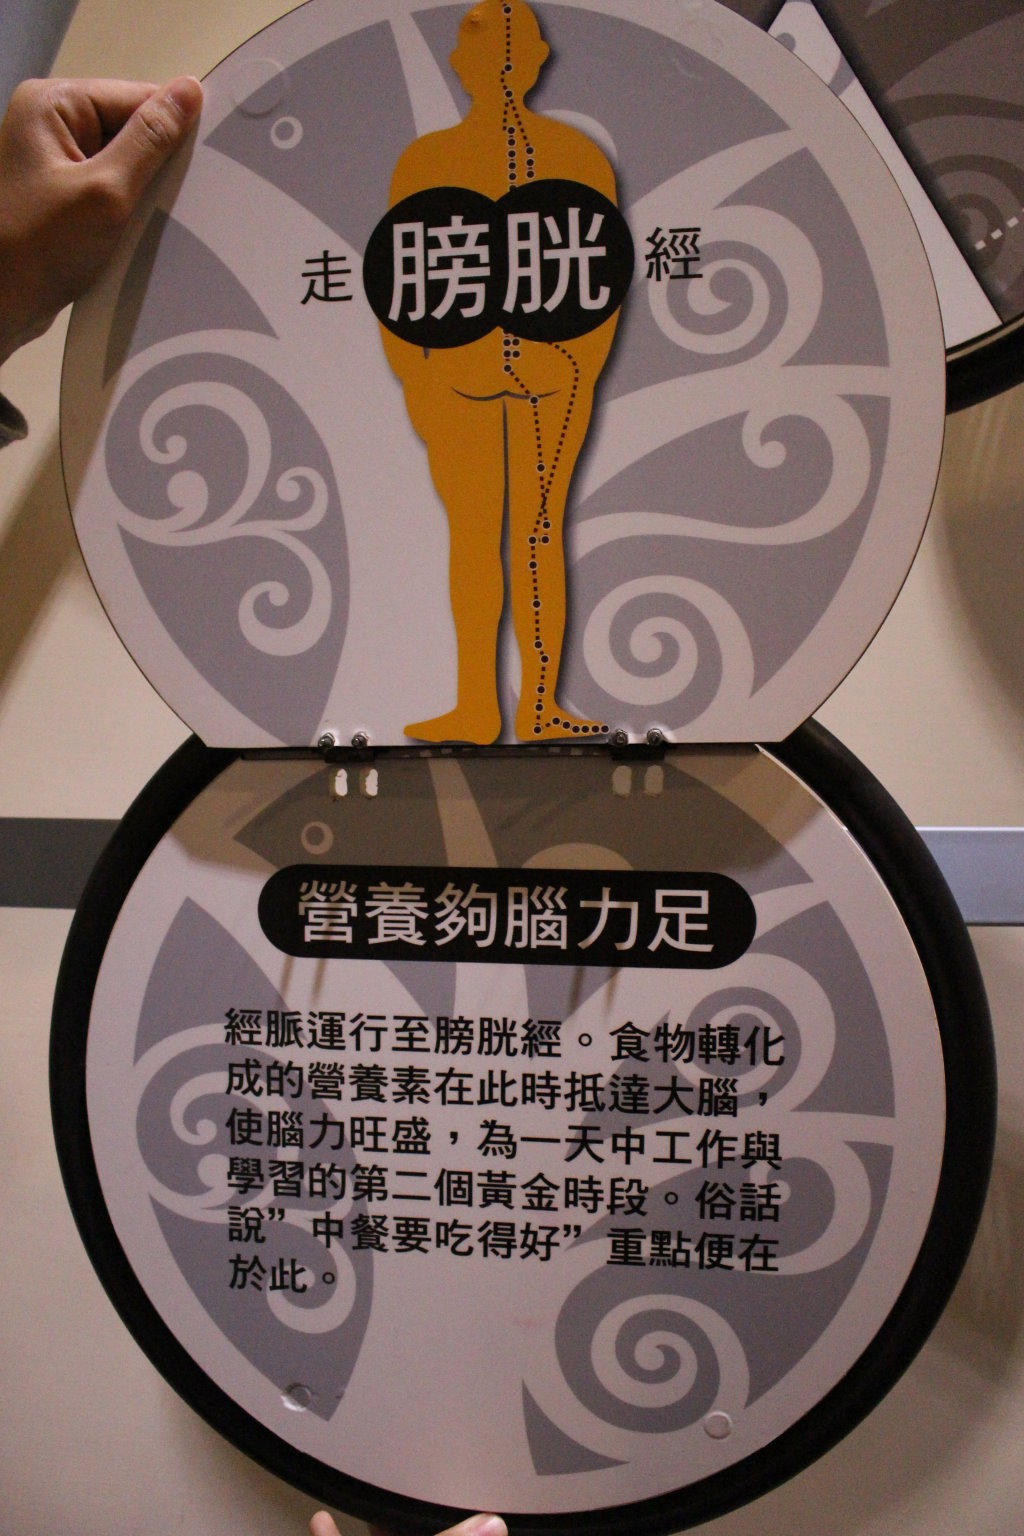 走膀胱經
營養夠腦力足
經脈運行至膀胱經。食物轉化
成的營養素在此時抵達大腦，
使腦力旺盛，為一天中工作與
學習的第二個黃金時段。俗話
說”中餐要吃得好”重點便在
於此。